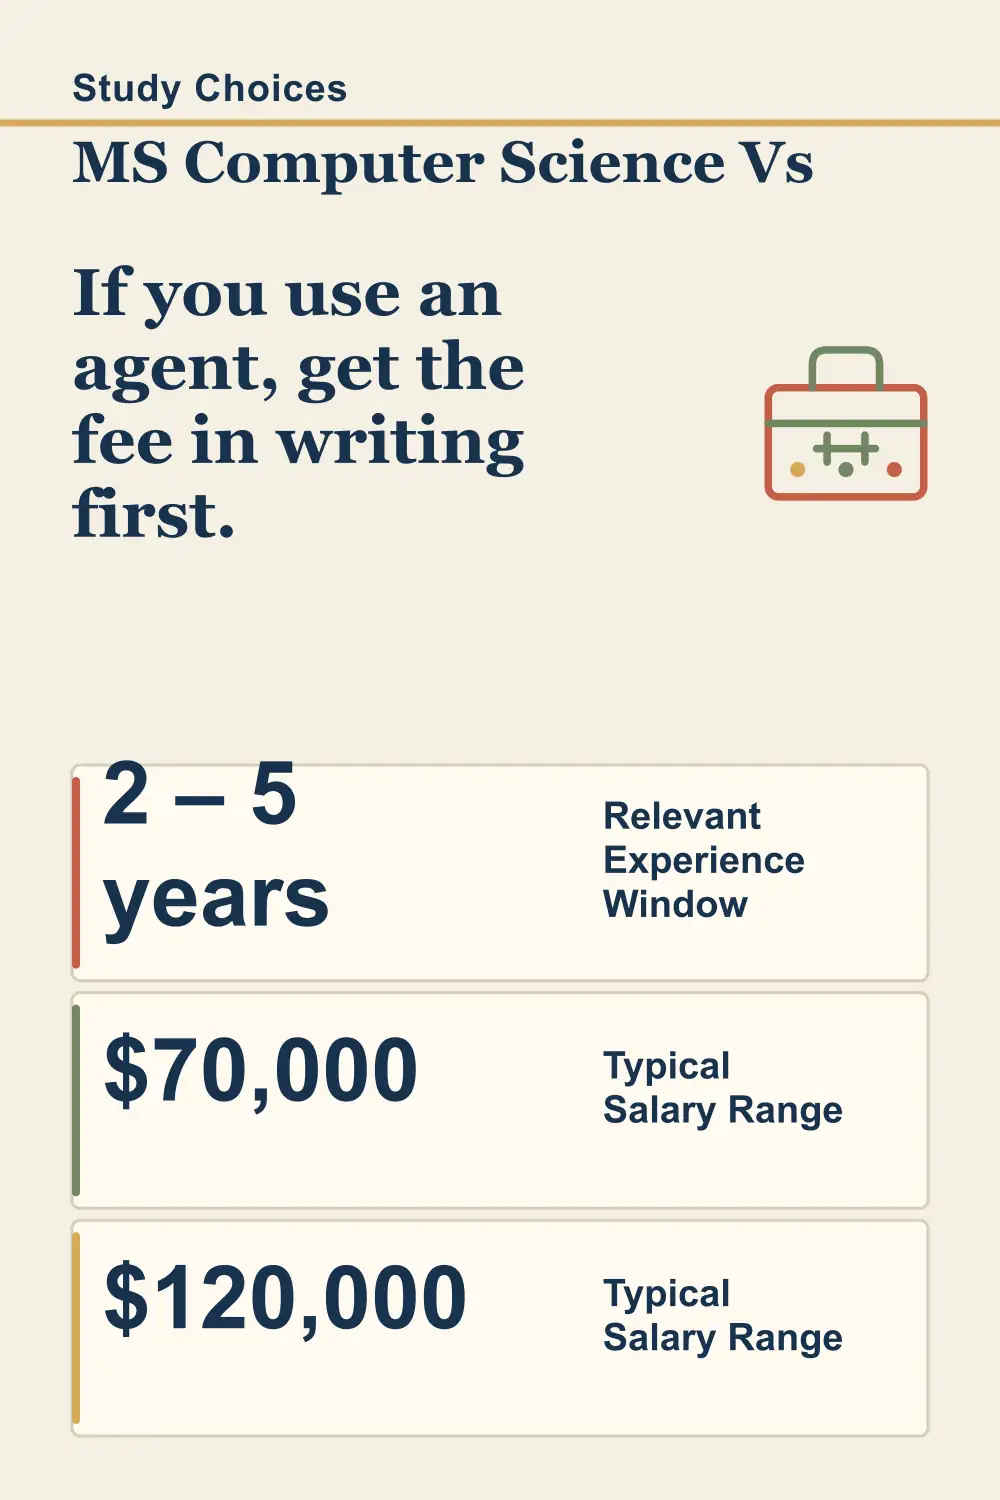 Study Choices
MS Computer Science Vs
If you use an
agent, get the
fee in writing
first.
2 – 5
years
Relevant
Experience
Window
$70,000
Typical
Salary Range
$120,000
Typical
Salary Range